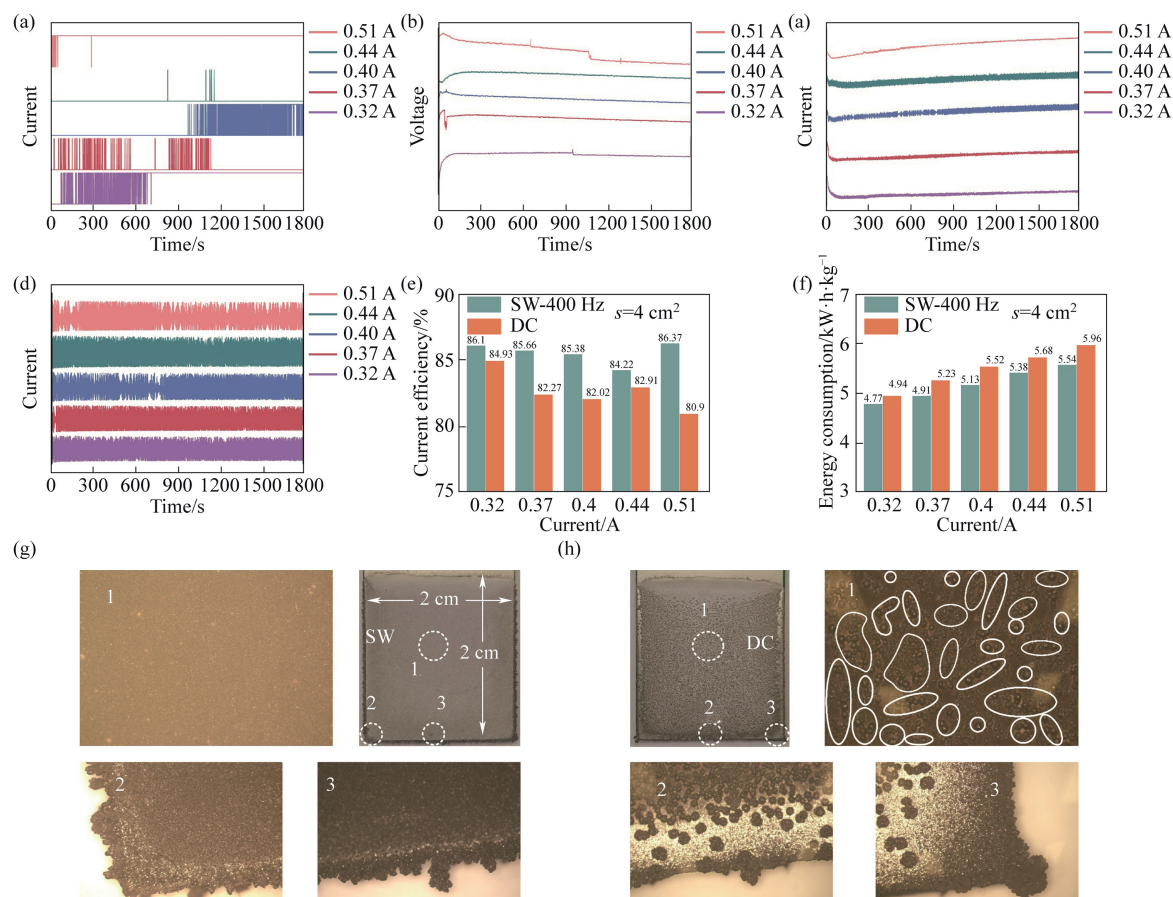 (a)
Current
0.51 A
0.44 A
0.40 A
0.37 A
0.32 A
0 300 600 900 1200 1500 1800
Time/s
(b)
Voltage
0.51 A
0.44 A
0.40 A
0.37 A
0.32 A
0 300 600 900 1200 1500 1800
Time/s
(a)
Current
0.51 A
0.44 A
0.40 A
0.37 A
0.32 A
0 300 600 900 1200 1500 1800
Time/s
(d)
Current
0.51 A
0.44 A
0.40 A
0.37 A
0.32 A
0 300 600 900 1200 1500 1800
Time/s
(e)
Current efficiency/%
90
85
80
75
SW-400 Hz
DC
s=4 cm²
86.1 84.93 85.66 82.27 85.38 82.02 84.22 82.91 86.37 80.9
0.32 0.37 0.4 0.44 0.51
Current/A
(f)
Energy consumption/kW·h·kg⁻¹
7
6
5
4
3
SW-400 Hz
DC
s=4 cm²
4.77 4.94 4.91 5.23 5.13 5.52 5.38 5.68 5.54 5.96
0.32 0.37 0.4 0.44 0.51
Current/A
(g)
1
2 cm
SW
2 cm
1
2 3
2
3
(h)
1
DC
2 3
1
2
3